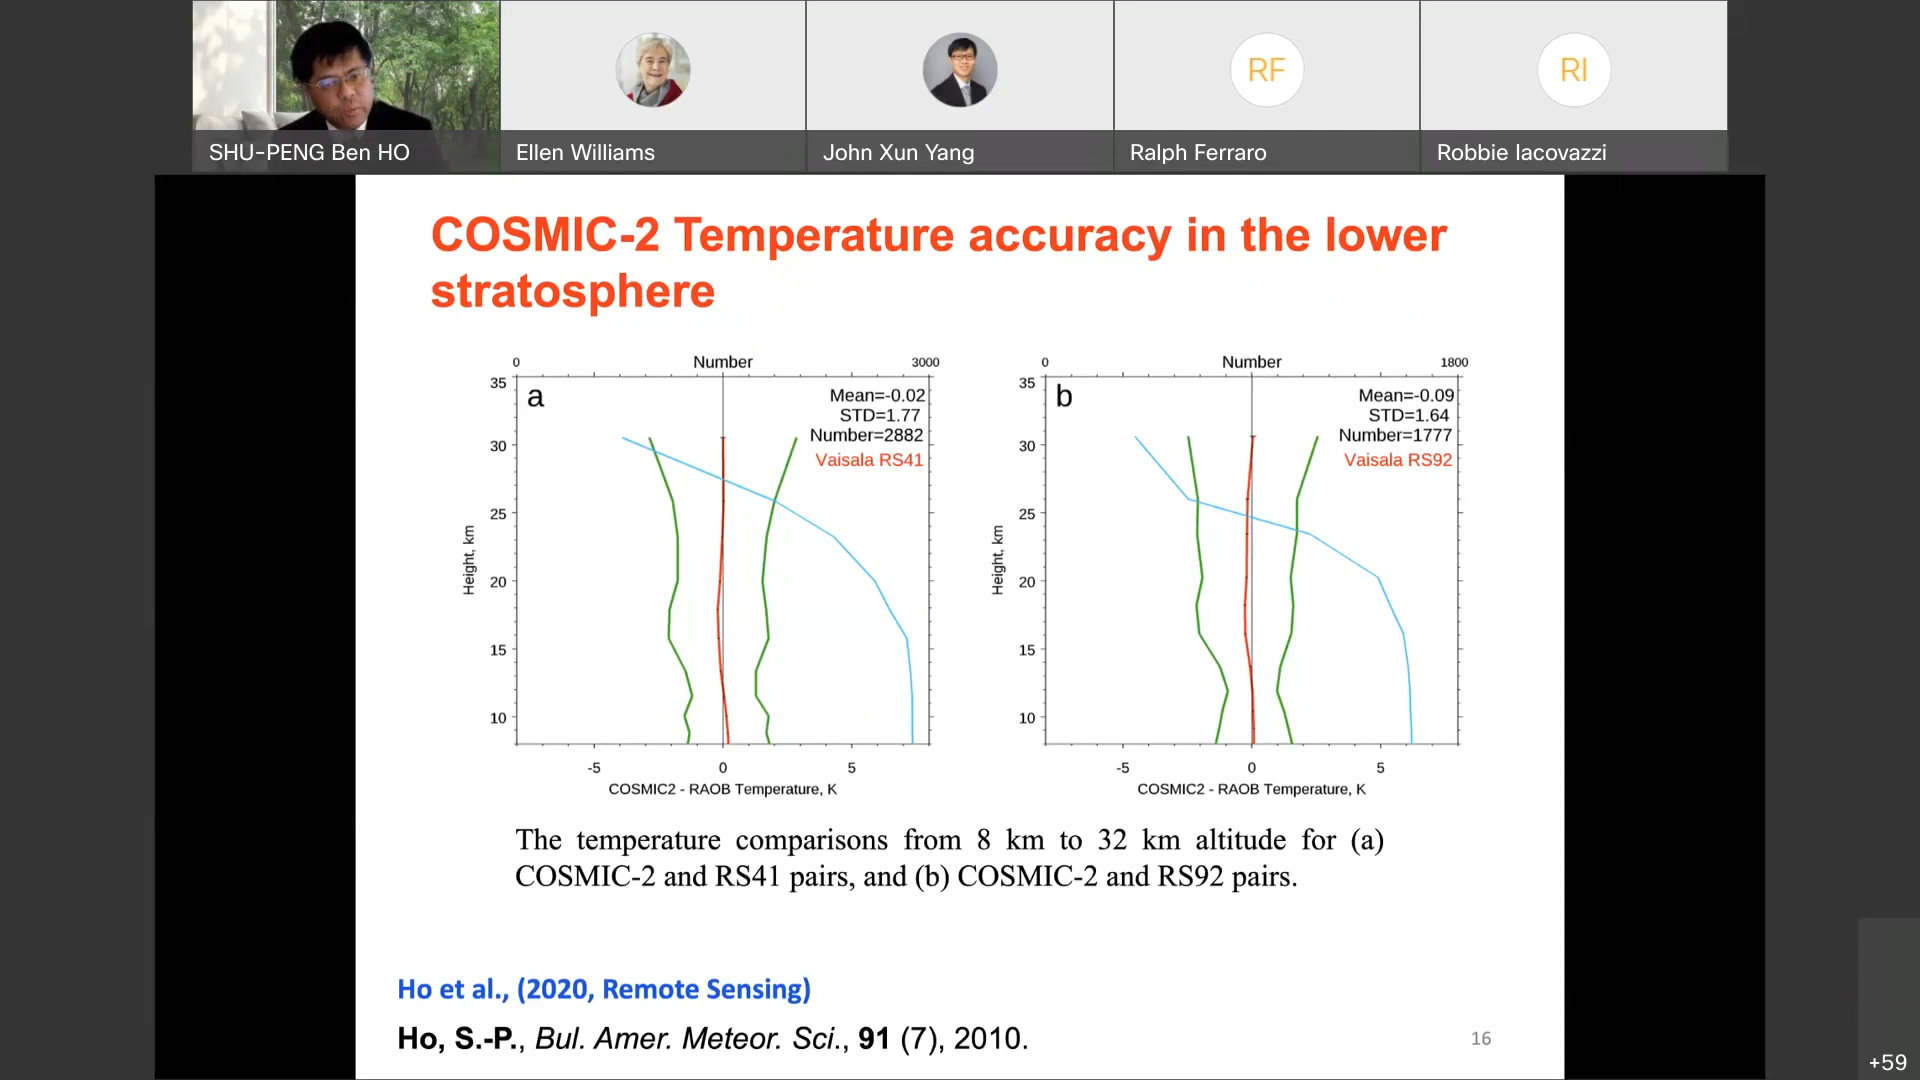 SHU-PENG Ben HO
Ellen Williams
John Xun Yang
RF
Ralph Ferraro
RI
Robbie Iacovazzi
COSMIC-2 Temperature accuracy in the lower
stratosphere
0 Number 3000
35
30
25
20
15
10
Height, km
a
Mean=-0.02
STD=1.77
Number=2882
Vaisala RS41
-5 0 5
COSMIC2 - RAOB Temperature, K
0 Number 1800
35
30
25
20
15
10
Height, km
b
Mean=-0.09
STD=1.64
Number=1777
Vaisala RS92
-5 0 5
COSMIC2 - RAOB Temperature, K
The temperature comparisons from 8 km to 32 km altitude for (a)
COSMIC-2 and RS41 pairs, and (b) COSMIC-2 and RS92 pairs.
Ho et al., (2020, Remote Sensing)
Ho, S.-P., Bul. Amer. Meteor. Sci., 91 (7), 2010.
16
+59